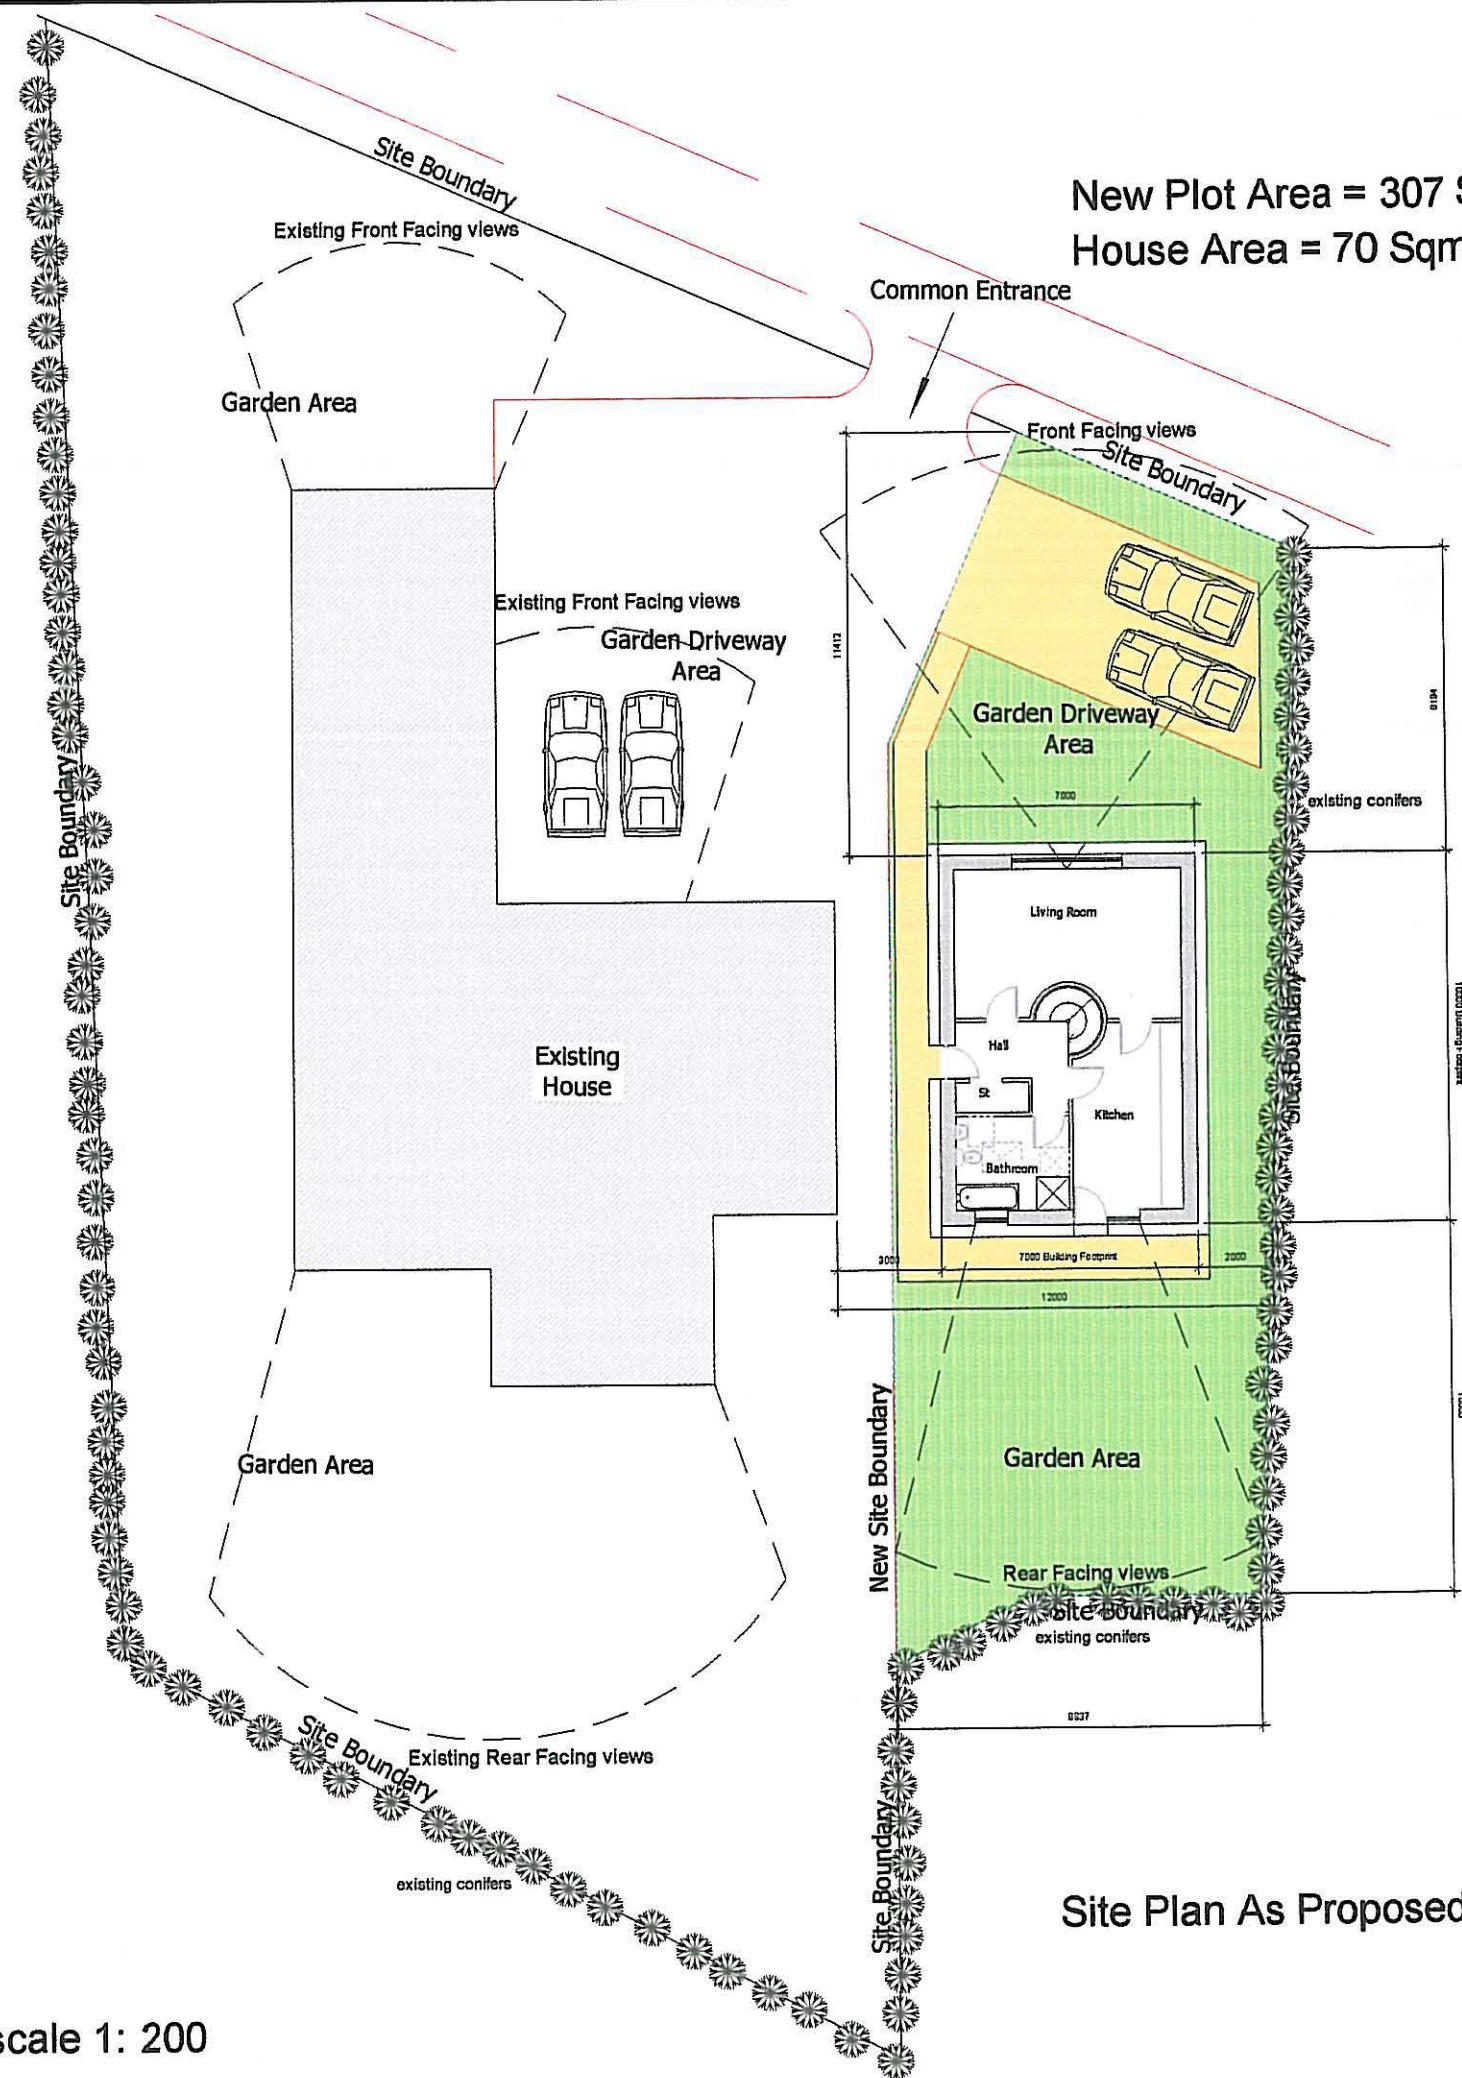 Site Boundary
New Plot Area = 307
House Area = 70 Sqm
Existing Front Facing views
Common Entrance
Garden Area
Front Facing views
Site Boundary
Existing Front Facing views
Garden Driveway
Area
11412
Garden Driveway
Area
7000
existing conifers
Site Boundary
Living Room
Existing
House
Hall
St
Kitchen
Bathroom
Site Boundary
3000
7000 Building Footprint
2000
12000
New Site Boundary
Garden Area
Garden Area
Rear Facing views
Site Boundary
existing conifers
Site Boundary
Existing Rear Facing views
existing conifers
Site Boundary
Site Plan As Proposed
scale 1: 200